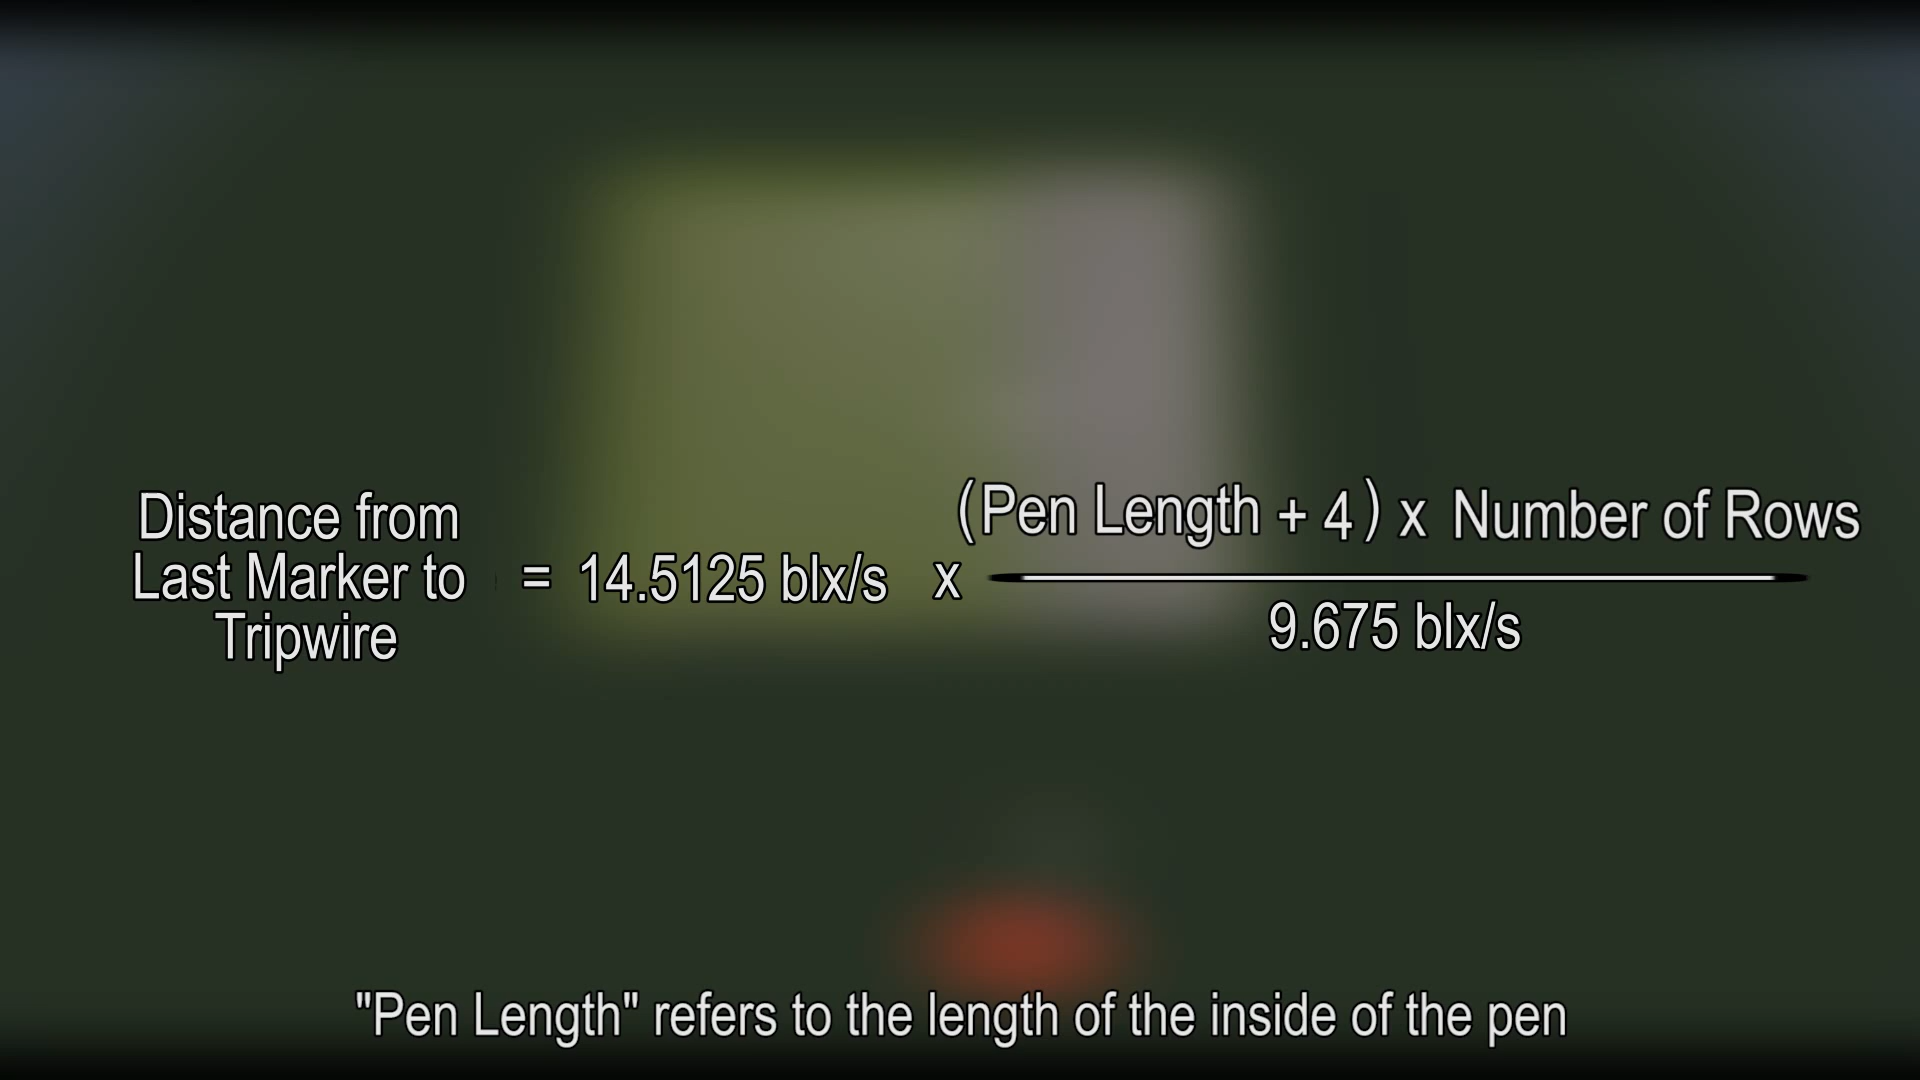 Distance from
Last Marker to
Tripwire
= 14.5125 blx/s x
(Pen Length + 4) x Number of Rows
9.675 blx/s
"Pen Length" refers to the length of the inside of the pen